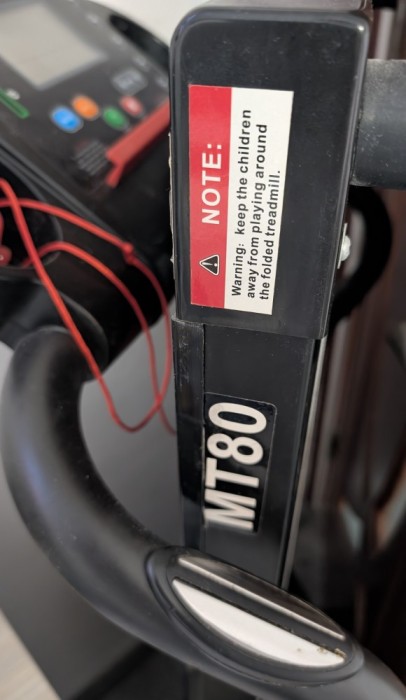 NOTE:
Warning: keep the children
away from playing around
the folded treadmill.
MT80